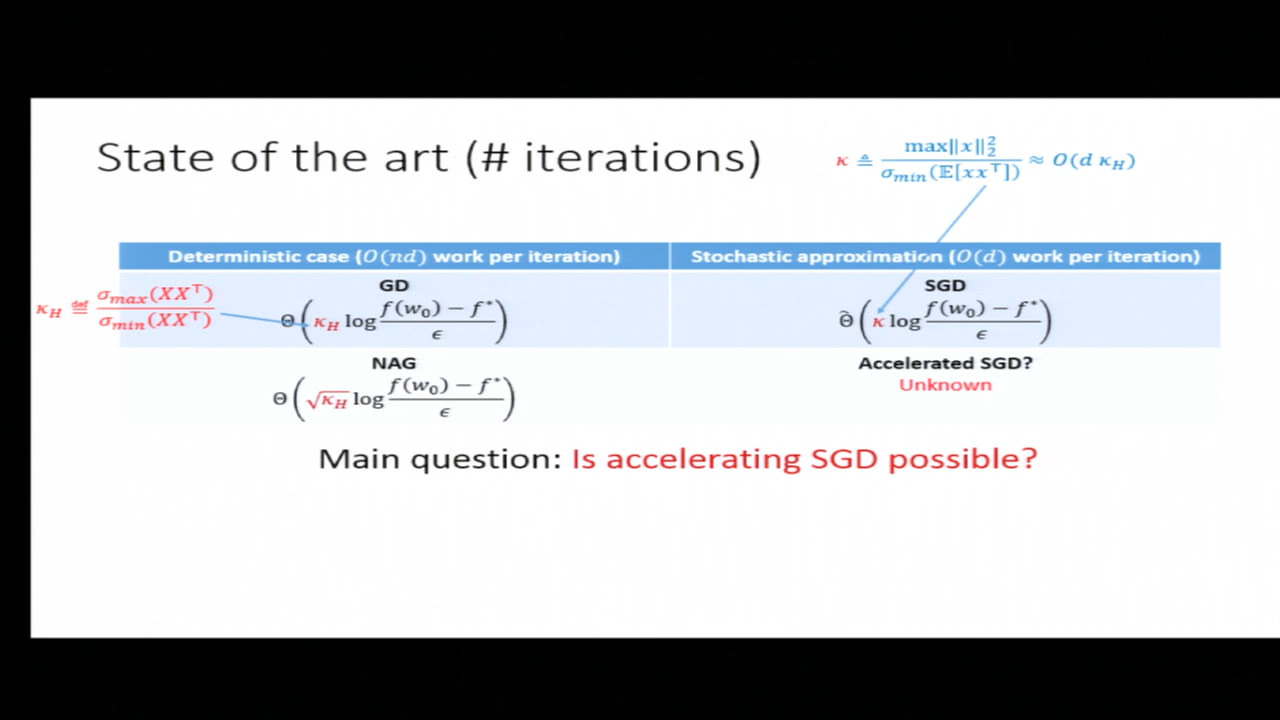 State of the art (# iterations)
κ ≜ max‖x‖₂² / σ_min(𝔼[xxᵀ]) ≈ O(d κ_H)
Deterministic case (O(nd) work per iteration)
Stochastic approximation (O(d) work per iteration)
κ_H ≝ σ_max(XXᵀ) / σ_min(XXᵀ)
GD
Θ(κ_H log (f(w₀) − f*) / ϵ)
SGD
Θ̃(κ log (f(w₀) − f*) / ϵ)
NAG
Θ(√κ_H log (f(w₀) − f*) / ϵ)
Accelerated SGD?
Unknown
Main question: Is accelerating SGD possible?